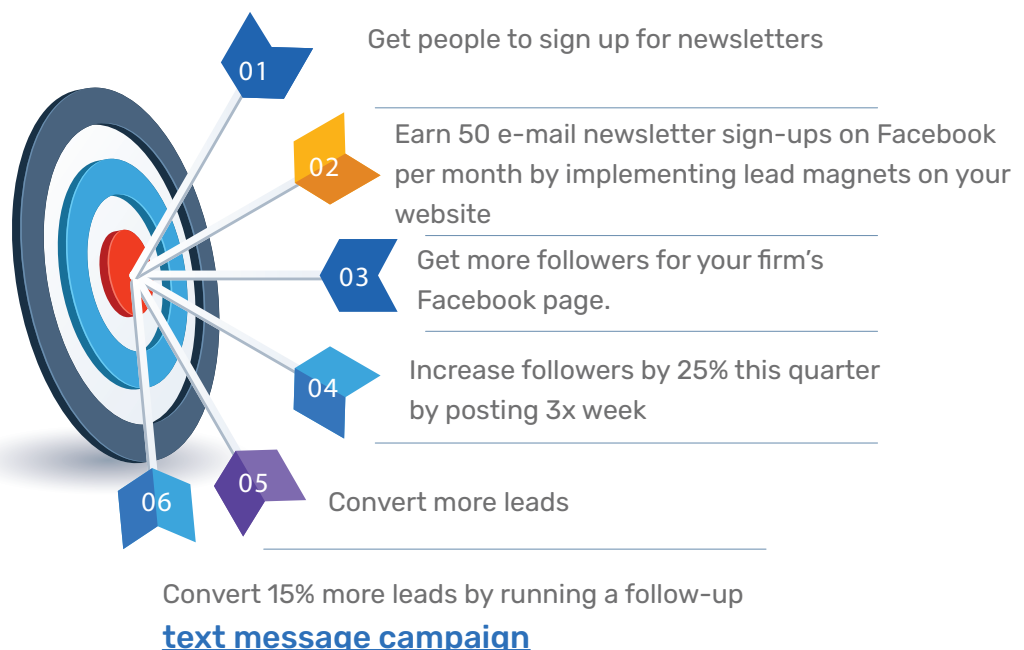 01
Get people to sign up for newsletters
02
Earn 50 e-mail newsletter sign-ups on Facebook
per month by implementing lead magnets on your
website
03
Get more followers for your firm’s
Facebook page.
04
Increase followers by 25% this quarter
by posting 3x week
05
Convert more leads
06
Convert 15% more leads by running a follow-up
text message campaign